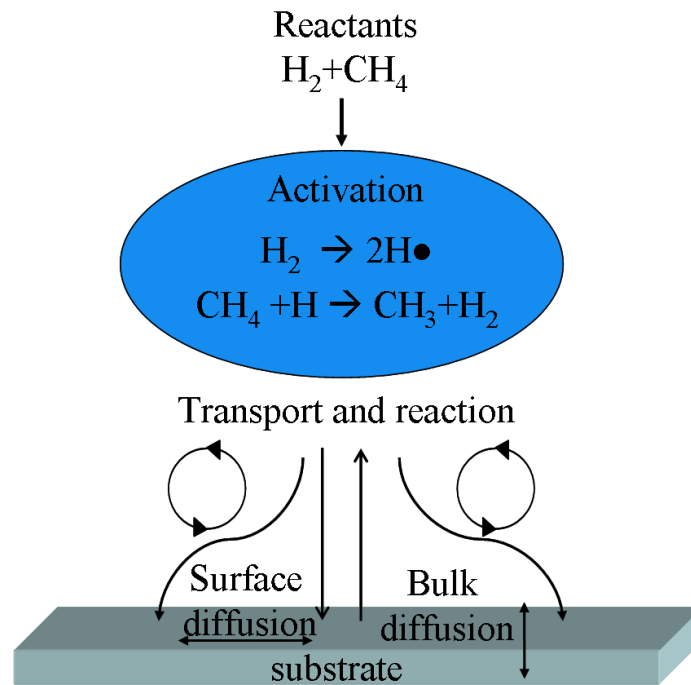 Reactants
H₂+CH₄
Activation
H₂ → 2H●
CH₄ +H → CH₃+H₂
Transport and reaction
Surface
diffusion
Bulk
diffusion
substrate